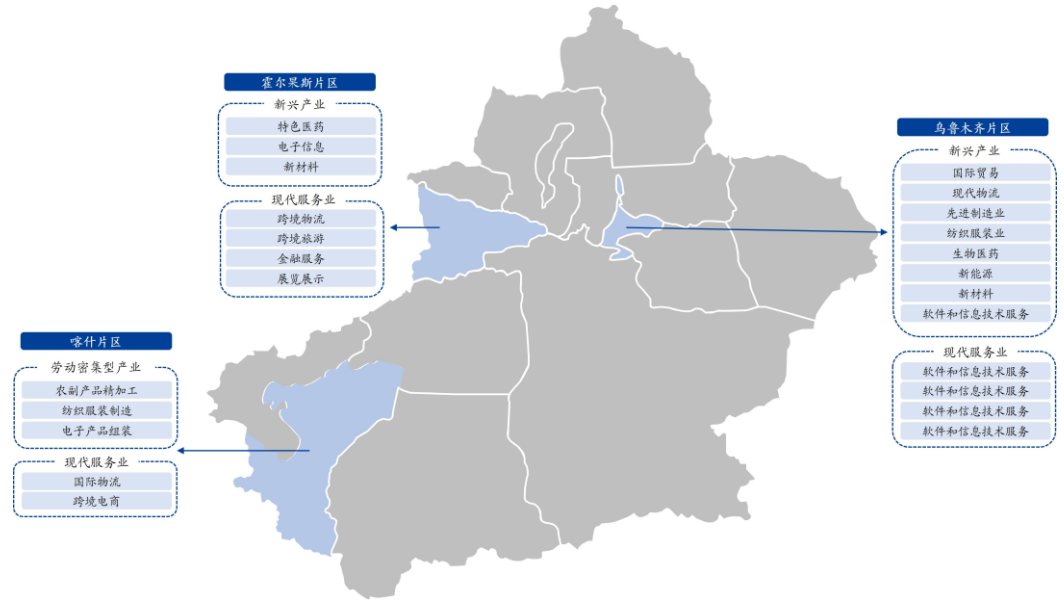 霍尔果斯片区
新兴产业
特色医药
电子信息
新材料
现代服务业
跨境物流
跨境旅游
金融服务
展览展示
乌鲁木齐片区
新兴产业
国际贸易
现代物流
先进制造业
纺织服装业
生物医药
新能源
新材料
软件和信息技术服务
现代服务业
软件和信息技术服务
软件和信息技术服务
软件和信息技术服务
软件和信息技术服务
喀什片区
劳动密集型产业
农副产品精加工
纺织服装制造
电子产品组装
现代服务业
国际物流
跨境电商